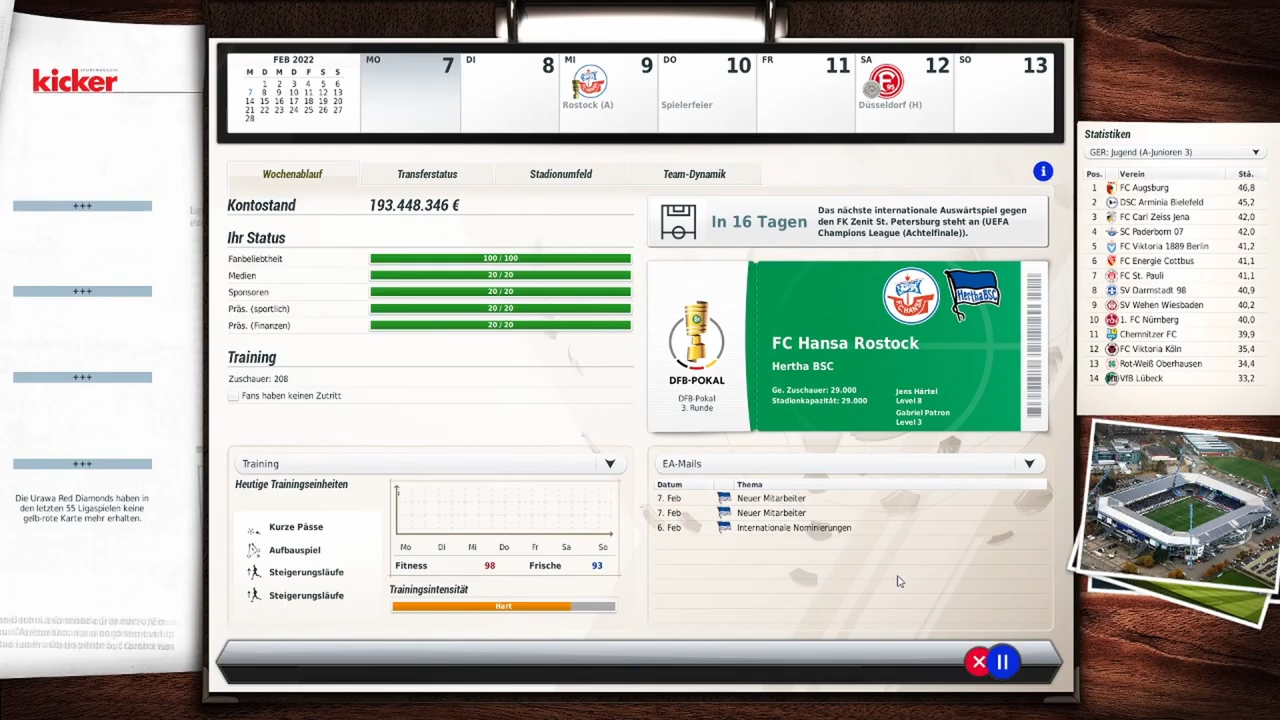 SPORTMAGAZIN
kicker
+++
+++
+++
+++
Die Urawa Red Diamonds haben in
den letzten 55 Ligaspielen keine
gelb-rote Karte mehr erhalten.
FEB 2022
M D M D F S S
1 2 3 4 5 6
7 8 9 10 11 12 13
14 15 16 17 18 19 20
21 22 23 24 25 26 27
28
MO 7
DI 8
MI 9
Rostock (A)
DO 10
Spielerfeier
FR 11
SA 12
Düsseldorf (H)
SO 13
Wochenablauf Transferstatus Stadionumfeld Team-Dynamik
i
Kontostand 193.448.346 €
Ihr Status
Fanbeliebtheit 100 / 100
Medien 20 / 20
Sponsoren 20 / 20
Präs. (sportlich) 20 / 20
Präs. (Finanzen) 20 / 20
Training
Zuschauer: 208
Fans haben keinen Zutritt
In 16 Tagen
Das nächste internationale Auswärtspiel gegen
den FK Zenit St. Petersburg steht an (UEFA
Champions League (Achtelfinale)).
DFB-POKAL
DFB-Pokal
3. Runde
F.C. HANSA
Hertha BSC
FC Hansa Rostock
Hertha BSC
Ge. Zuschauer: 29.000
Stadionkapazität: 29.000
Jens Härtel
Level 8
Gabriel Patron
Level 3
Training
Heutige Trainingseinheiten
Kurze Pässe
Aufbauspiel
Steigerungsläufe
Steigerungsläufe
Mo Di Mi Do Fr Sa So
Fitness 98 Frische 93
Trainingsintensität
Hart
EA-Mails
Datum Thema
7. Feb Neuer Mitarbeiter
7. Feb Neuer Mitarbeiter
6. Feb Internationale Nominierungen
Statistiken
GER: Jugend (A-Junioren 3)
Pos. Verein Stä.
1 FC Augsburg 46,8
2 DSC Arminia Bielefeld 45,2
3 FC Carl Zeiss Jena 42,0
4 SC Paderborn 07 42,0
5 FC Viktoria 1889 Berlin 41,2
6 FC Energie Cottbus 41,1
7 FC St. Pauli 41,1
8 SV Darmstadt 98 40,9
9 SV Wehen Wiesbaden 40,2
10 1. FC Nürnberg 40,0
11 Chemnitzer FC 39,9
12 FC Viktoria Köln 35,4
13 Rot-Weiß Oberhausen 34,4
14 VfB Lübeck 33,2